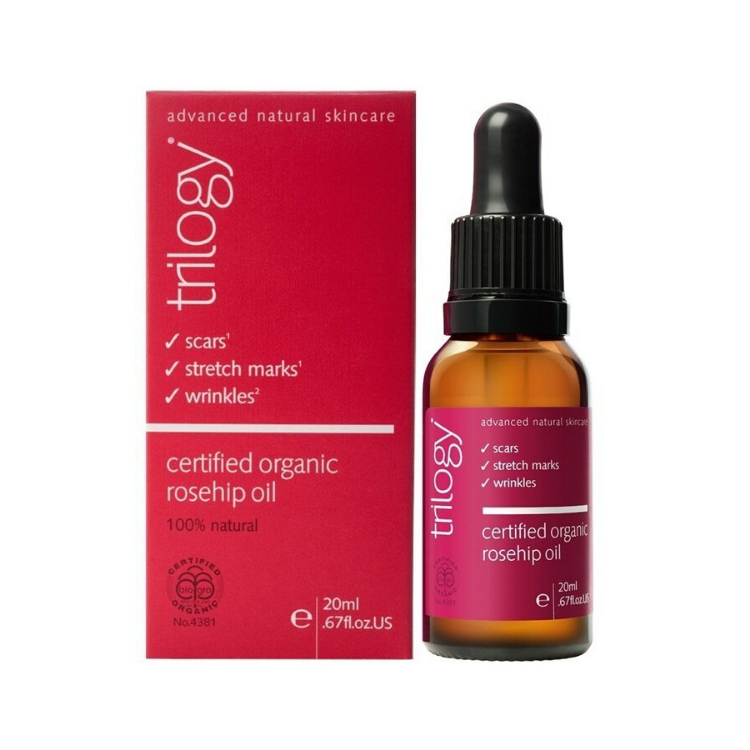 advanced natural skincare
trilogy®
✓ scars¹
✓ stretch marks¹
✓ wrinkles²
certified organic
rosehip oil
100% natural
CERTIFIED
biogro
ORGANIC
No.4381
e 20ml
.67fl.oz.US
advanced natural skincare
trilogy
✓ scars
✓ stretch marks
✓ wrinkles
certified organic
rosehip oil
e 20ml
.67fl.oz.US